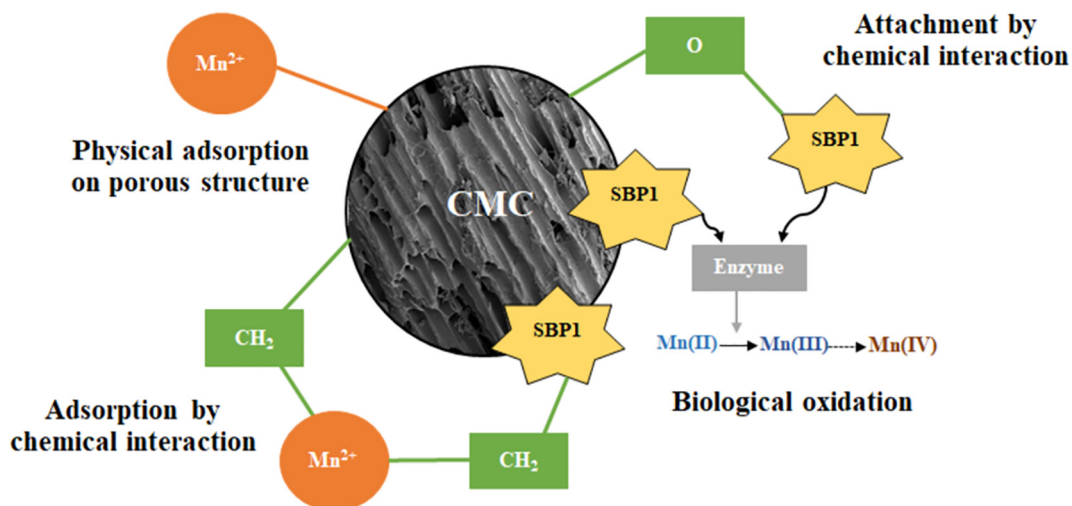 Mn²⁺
Physical adsorption
on porous structure
CMC
O
Attachment by
chemical interaction
SBP1
SBP1
Enzyme
Mn(II) Mn(III) Mn(IV)
Biological oxidation
SBP1
CH₂
Adsorption by
chemical interaction
Mn²⁺
CH₂